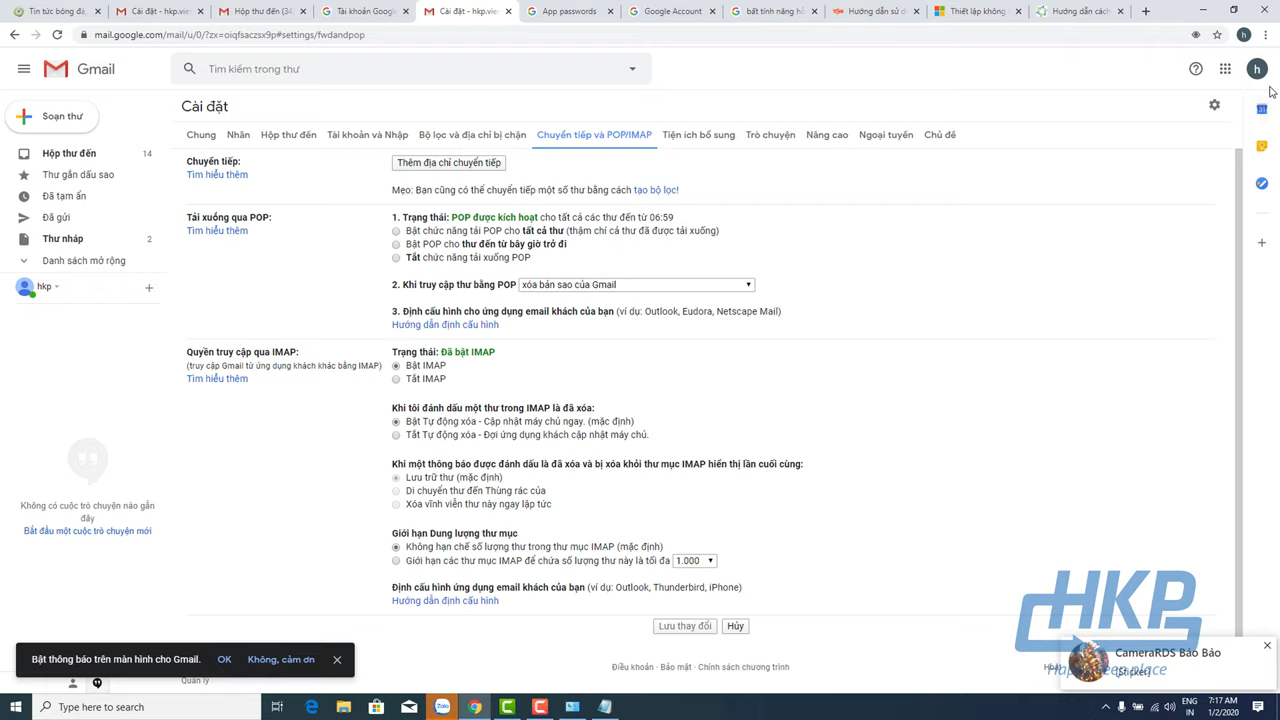 Tin tức bóng đá,
Cài đặt - hkp.vie
Hộp thư đến (34
Tài khoản Googl
Cài đặt - hkp.vie
App passwords
Google Account
bất tính năng hỗ
Hướng dẫn sử d
Thiết lập không
Hướng dẫn cách
mail.google.com/mail/u/0/?zx=oiqfsaczsx9p#settings/fwdandpop
h
Gmail
Tìm kiếm trong thư
h
Soạn thư
Cài đặt
Chung Nhãn Hộp thư đến Tài khoản và Nhập Bộ lọc và địa chỉ bị chặn Chuyển tiếp và POP/IMAP Tiện ích bổ sung Trò chuyện Nâng cao Ngoại tuyến Chủ đề
Hộp thư đến 14
Thư gắn dấu sao
Đã tạm ẩn
Đã gửi
Thư nháp 2
Danh sách mở rộng
hkp
Không có cuộc trò chuyện nào gần
đây
Bắt đầu một cuộc trò chuyện mới
Chuyển tiếp:
Tìm hiểu thêm
Thêm địa chỉ chuyển tiếp
Mẹo: Bạn cũng có thể chuyển tiếp một số thư bằng cách tạo bộ lọc!
Tải xuống qua POP:
Tìm hiểu thêm
1. Trạng thái: POP được kích hoạt cho tất cả các thư đến từ 06:59
Bật chức năng tải POP cho tất cả thư (thậm chí cả thư đã được tải xuống)
Bật POP cho thư đến từ bây giờ trở đi
Tắt chức năng tải xuống POP
2. Khi truy cập thư bằng POP xóa bản sao của Gmail
3. Định cấu hình cho ứng dụng email khách của bạn (ví dụ: Outlook, Eudora, Netscape Mail)
Hướng dẫn định cấu hình
Quyền truy cập qua IMAP:
(truy cập Gmail từ ứng dụng khách khác bằng IMAP)
Tìm hiểu thêm
Trạng thái: Đã bật IMAP
Bật IMAP
Tắt IMAP
Khi tôi đánh dấu một thư trong IMAP là đã xóa:
Bật Tự động xóa - Cập nhật máy chủ ngay. (mặc định)
Tắt Tự động xóa - Đợi ứng dụng khách cập nhật máy chủ.
Khi một thông báo được đánh dấu là đã xóa và bị xóa khỏi thư mục IMAP hiển thị lần cuối cùng:
Lưu trữ thư (mặc định)
Di chuyển thư đến Thùng rác của
Xóa vĩnh viễn thư này ngay lập tức
Giới hạn Dung lượng thư mục
Không hạn chế số lượng thư trong thư mục IMAP (mặc định)
Giới hạn các thư mục IMAP để chứa số lượng thư này là tối đa 1.000
Định cấu hình ứng dụng email khách của bạn (ví dụ: Outlook, Thunderbird, iPhone)
Hướng dẫn định cấu hình
Lưu thay đổi Hủy
Điều khoản - Bảo mật - Chính sách chương trình
Quản lý
Bật thông báo trên màn hình cho Gmail. OK Không, cảm ơn
HKP
CameraRDS Bảo Bảo
[Sticker]
Type here to search
Zalo
ENG
IN
7:17 AM
1/2/2020